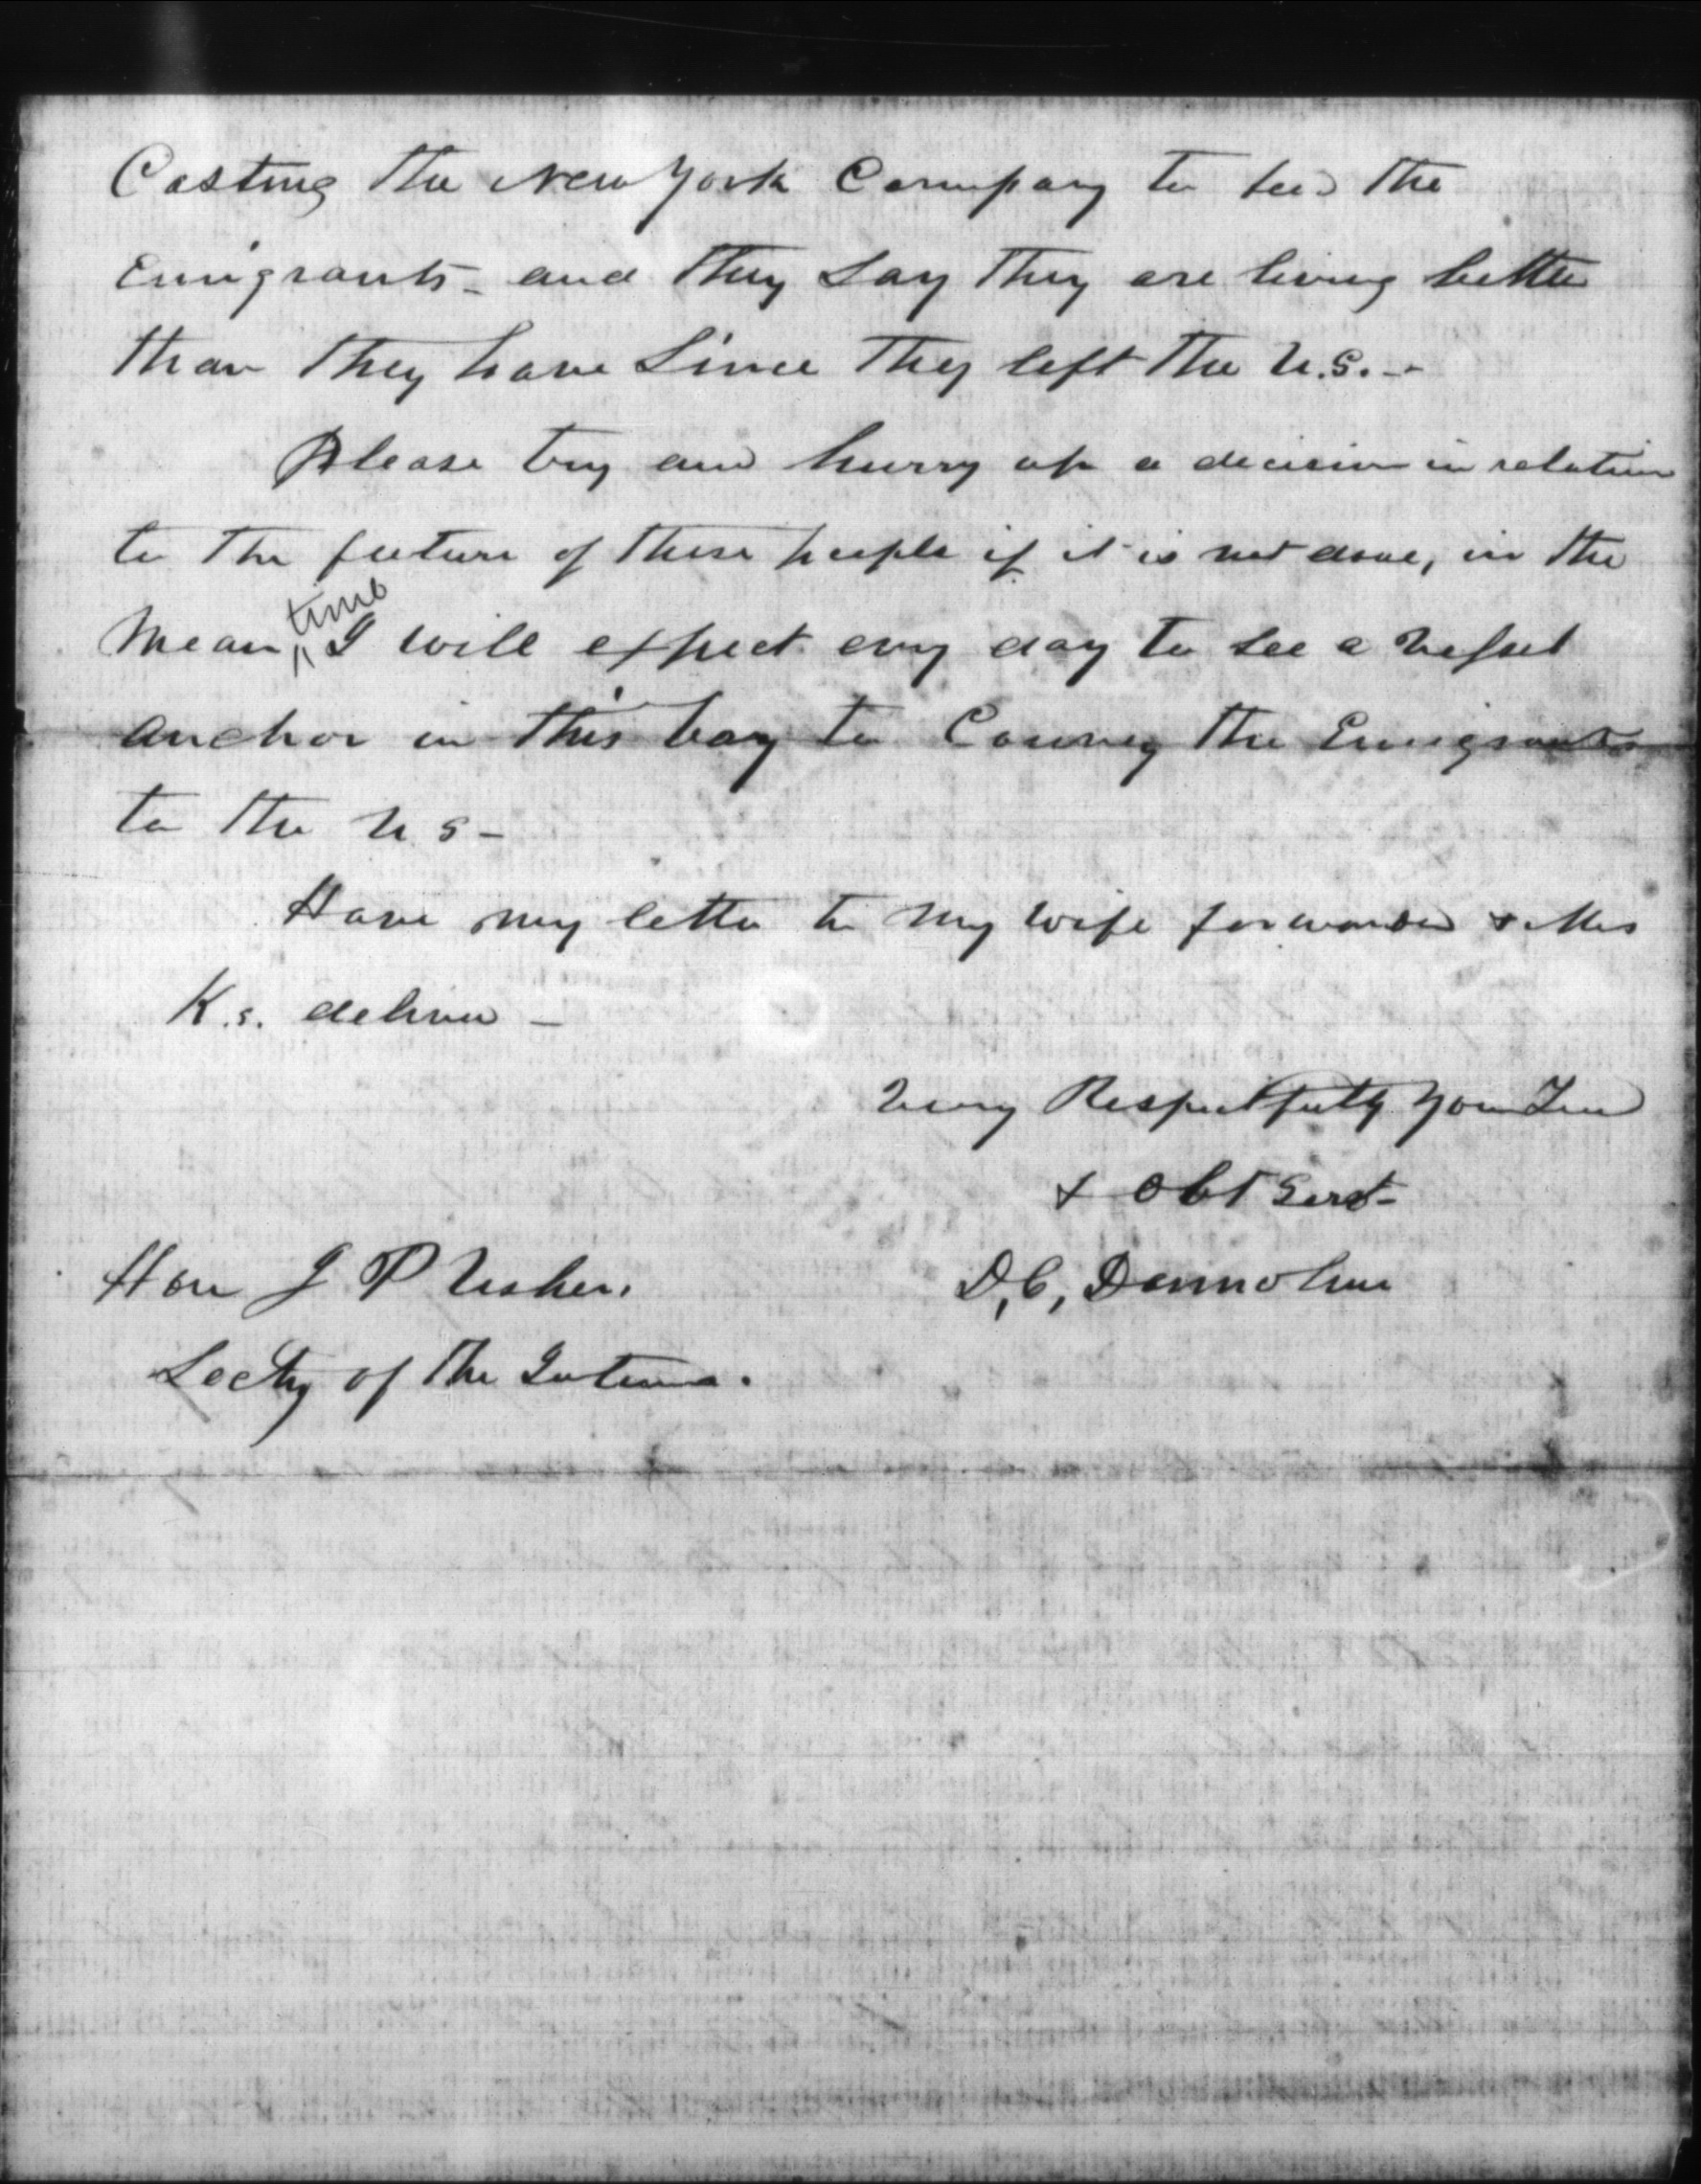 Costing the New York Company to feed the
Emigrants - and they say they are living better
than they have since they left the U.S. -
Please try and hurry up a decision in relation
to the future of these people if it is not done, in the
mean time I will expect evry day to see a vessel
anchor in this bay to Convey the Emigrants
to the U S -
Have my letter to my wife forwarded & Mrs
K.s. deliver -
Very Respectfully Your Fred
& Obt Servt -
Hon J P Usher.
D, C, Donnohue
Secty of the Interior.